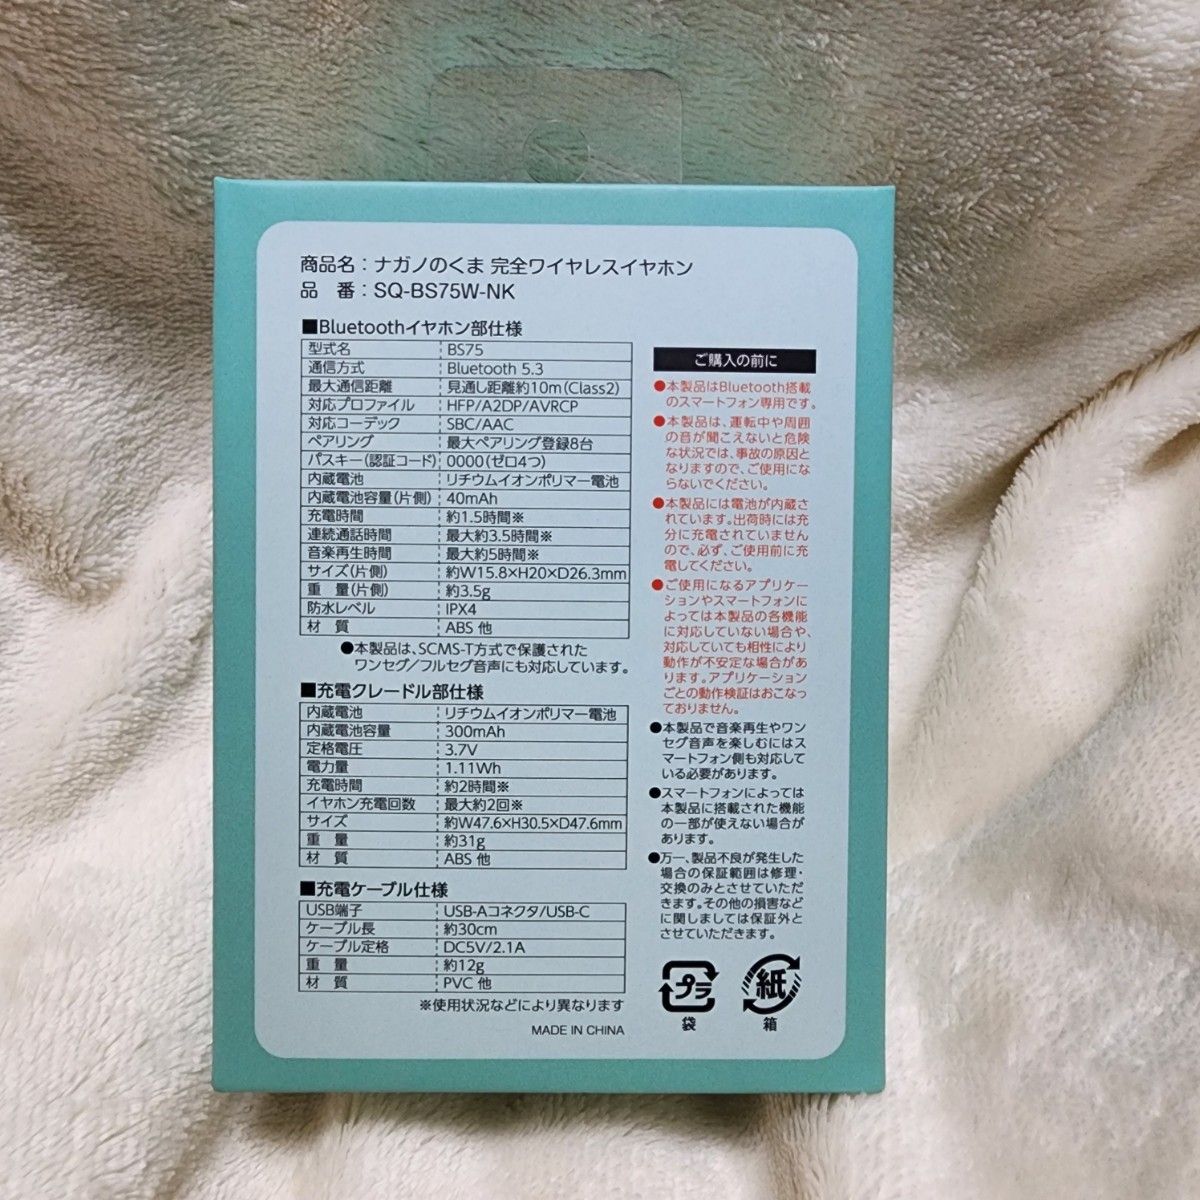 商品名：ナガノのくま 完全ワイヤレスイヤホン
品　番：SQ-BS75W-NK
■Bluetoothイヤホン部仕様
型式名：BS75
通信方式：Bluetooth 5.3
最大通信距離：見通し距離約10m(Class2)
対応プロファイル：HFP/A2DP/AVRCP
対応コーデック：SBC/AAC
ペアリング：最大ペアリング登録8台
パスキー(認証コード)：0000(ゼロ4つ)
内蔵電池：リチウムイオンポリマー電池
内蔵電池容量(片側)：40mAh
充電時間：約1.5時間※
連続通話時間：最大約3.5時間※
音楽再生時間：最大約5時間※
サイズ(片側)：約W15.8×H20×D26.3mm
重　量(片側)：約3.5g
防水レベル：IPX4
材　質：ABS 他
●本製品は、SCMS-T方式で保護された
ワンセグ/フルセグ音声にも対応しています。
■充電クレードル部仕様
内蔵電池：リチウムイオンポリマー電池
内蔵電池容量：300mAh
定格電圧：3.7V
電力量：1.11Wh
充電時間：約2時間※
イヤホン充電回数：最大約2回※
サイズ：約W47.6×H30.5×D47.6mm
重　量：約31g
材　質：ABS 他
■充電ケーブル仕様
USB端子：USB-Aコネクタ/USB-C
ケーブル長：約30cm
ケーブル定格：DC5V/2.1A
重　量：約12g
材　質：PVC 他
※使用状況などにより異なります
MADE IN CHINA
ご購入の前に
●本製品はBluetooth搭載
のスマートフォン専用です。
●本製品は、運転中や周囲
の音が聞こえないと危険
な状況では、事故の原因と
なりますので、ご使用にな
らないでください。
●本製品には電池が内蔵さ
れています。出荷時には充
分に充電されていません
ので、必ず、ご使用前に充
電してください。
●ご使用になるアプリケー
ションやスマートフォンに
よっては本製品の各機能
に対応していない場合や、
対応していても相性により
動作が不安定な場合があ
ります。アプリケーション
ごとの動作検証はおこなっ
ておりません。
●本製品で音楽再生やワン
セグ音声を楽しむにはス
マートフォン側も対応して
いる必要があります。
●スマートフォンによっては
本製品に搭載された機能
の一部が使えない場合が
あります。
●万一、製品不良が発生した
場合の保証範囲は修理・
交換のみとさせていただ
きます。その他の損害など
に関しましては保証外と
させていただきます。
プラ
袋
紙
箱